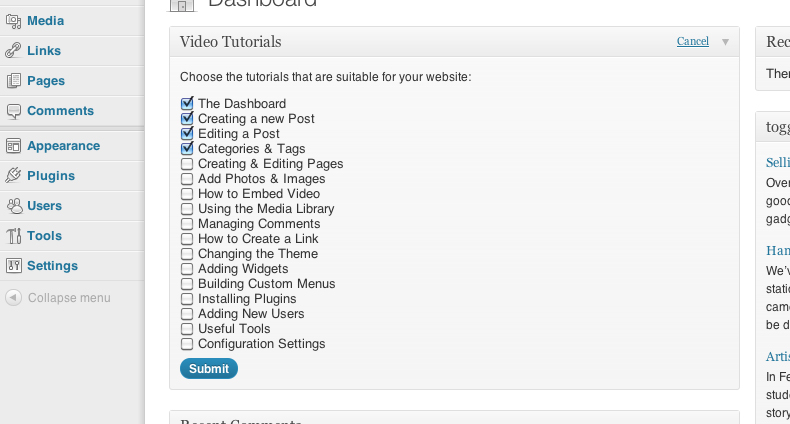 Dashboard
Media
Links
Pages
Comments
Appearance
Plugins
Users
Tools
Settings
Collapse menu
Video Tutorials
Cancel
Choose the tutorials that are suitable for your website:
The Dashboard
Creating a new Post
Editing a Post
Categories & Tags
Creating & Editing Pages
Add Photos & Images
How to Embed Video
Using the Media Library
Managing Comments
How to Create a Link
Changing the Theme
Adding Widgets
Building Custom Menus
Installing Plugins
Adding New Users
Useful Tools
Configuration Settings
Submit
Recent Comments
Rec
Ther
togg
Selli
Over
good
gadg
Han
We'v
static
came
be d
Artis
In Fe
stude
story